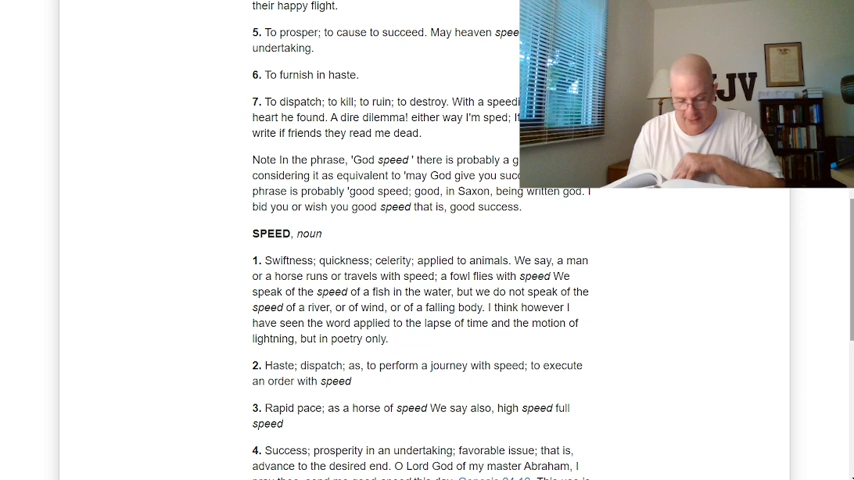 their happy flight.
5. To prosper; to cause to succeed. May heaven spee
undertaking.
6. To furnish in haste.
7. To dispatch; to kill; to ruin; to destroy. With a speedi
heart he found. A dire dilemma! either way I'm sped; I
write if friends they read me dead.
Note In the phrase, 'God speed ' there is probably a g
considering it as equivalent to 'may God give you succ
phrase is probably 'good speed; good, in Saxon, being written god. I
bid you or wish you good speed that is, good success.
SPEED, noun
1. Swiftness; quickness; celerity; applied to animals. We say, a man
or a horse runs or travels with speed; a fowl flies with speed We
speak of the speed of a fish in the water, but we do not speak of the
speed of a river, or of wind, or of a falling body. I think however I
have seen the word applied to the lapse of time and the motion of
lightning, but in poetry only.
2. Haste; dispatch; as, to perform a journey with speed; to execute
an order with speed
3. Rapid pace; as a horse of speed We say also, high speed full
speed
4. Success; prosperity in an undertaking; favorable issue; that is,
advance to the desired end. O Lord God of my master Abraham, I
JV